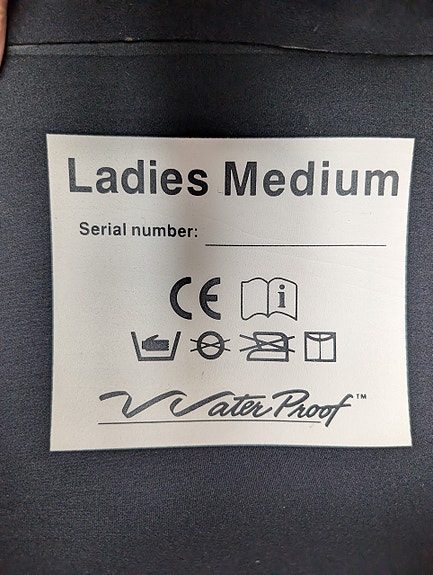 Ladies Medium
Serial number:
CE
i
WaterProof™